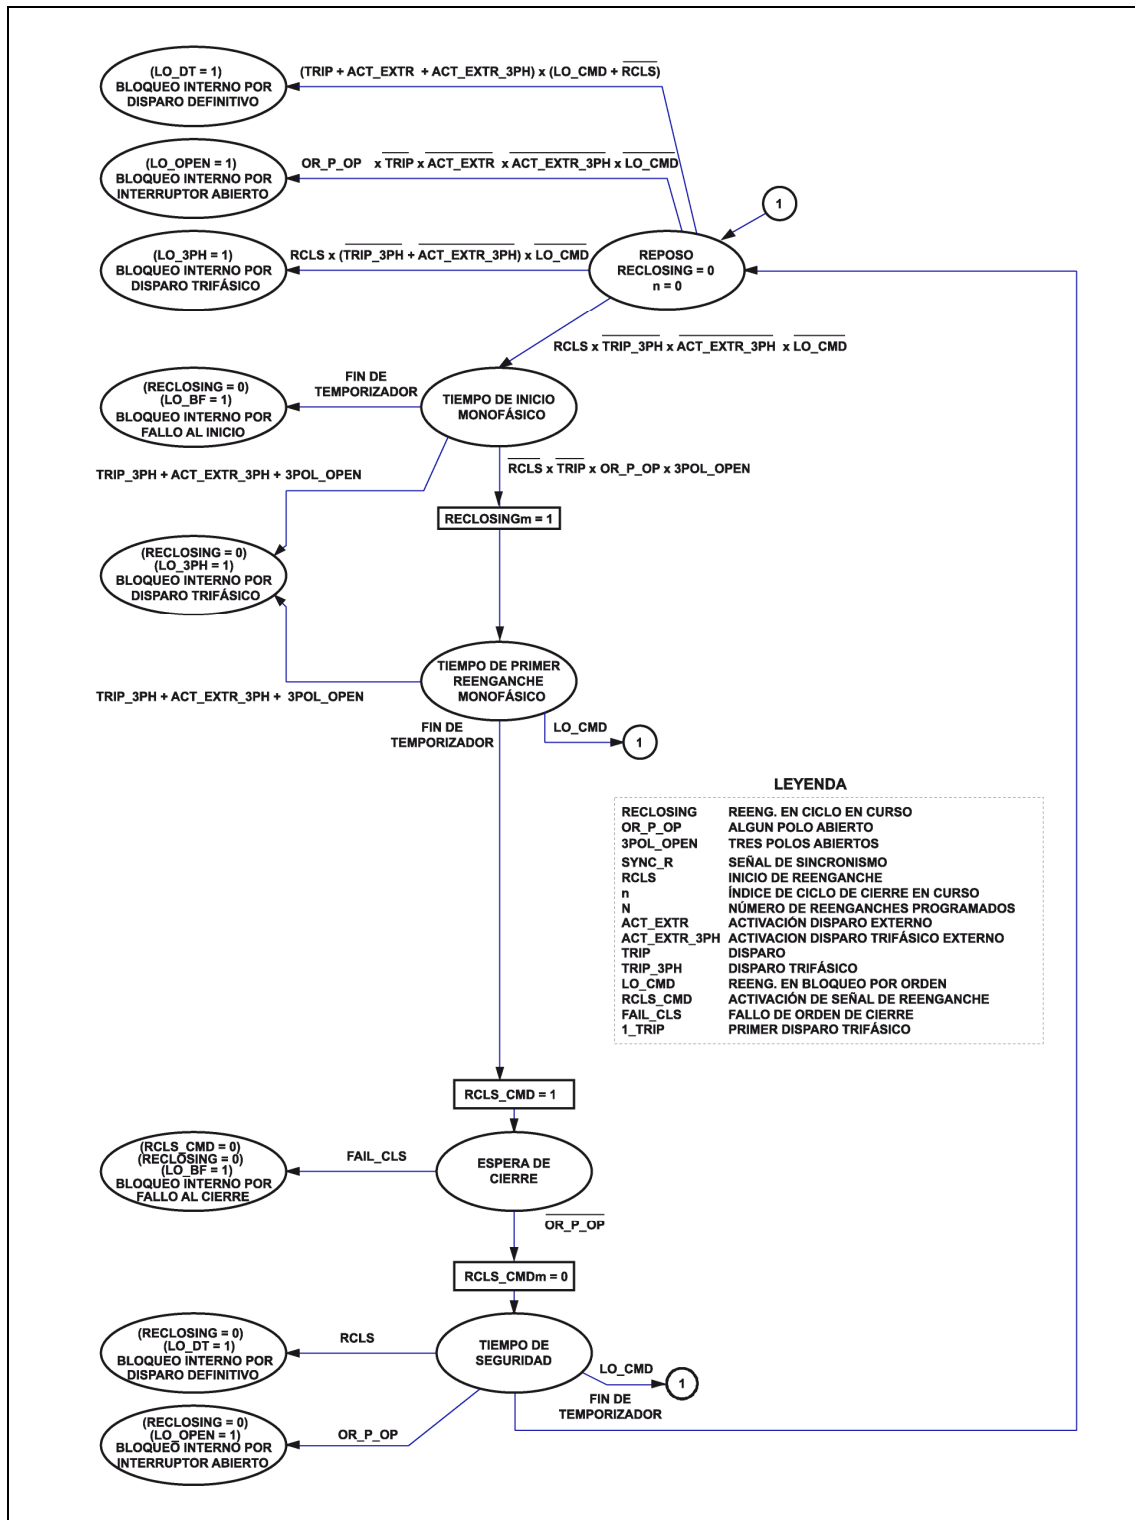 (LO_DT = 1)
BLOQUEO INTERNO POR
DISPARO DEFINITIVO
(TRIP + ACT_EXTR + ACT_EXTR_3PH) x (LO_CMD + RCLS)
(LO_OPEN = 1)
BLOQUEO INTERNO POR
INTERRUPTOR ABIERTO
OR_P_OP x TRIP x ACT_EXTR x ACT_EXTR_3PH x LO_CMD
1
(LO_3PH = 1)
BLOQUEO INTERNO POR
DISPARO TRIFÁSICO
RCLS x (TRIP_3PH + ACT_EXTR_3PH) x LO_CMD
REPOSO
RECLOSING = 0
n = 0
RCLS x TRIP_3PH x ACT_EXTR_3PH x LO_CMD
(RECLOSING = 0)
(LO_BF = 1)
BLOQUEO INTERNO POR
FALLO AL INICIO
FIN DE
TEMPORIZADOR
TIEMPO DE INICIO
MONOFÁSICO
TRIP_3PH + ACT_EXTR_3PH + 3POL_OPEN
RCLS x TRIP x OR_P_OP x 3POL_OPEN
RECLOSINGm = 1
(RECLOSING = 0)
(LO_3PH = 1)
BLOQUEO INTERNO POR
DISPARO TRIFÁSICO
TIEMPO DE PRIMER
REENGANCHE
MONOFÁSICO
TRIP_3PH + ACT_EXTR_3PH + 3POL_OPEN
FIN DE
TEMPORIZADOR
LO_CMD
1
LEYENDA
RECLOSING REENG. EN CICLO EN CURSO
OR_P_OP ALGUN POLO ABIERTO
3POL_OPEN TRES POLOS ABIERTOS
SYNC_R SEÑAL DE SINCRONISMO
RCLS INICIO DE REENGANCHE
n ÍNDICE DE CICLO DE CIERRE EN CURSO
N NÚMERO DE REENGANCHES PROGRAMADOS
ACT_EXTR ACTIVACIÓN DISPARO EXTERNO
ACT_EXTR_3PH ACTIVACION DISPARO TRIFÁSICO EXTERNO
TRIP DISPARO
TRIP_3PH DISPARO TRIFÁSICO
LO_CMD REENG. EN BLOQUEO POR ORDEN
RCLS_CMD ACTIVACIÓN DE SEÑAL DE REENGANCHE
FAIL_CLS FALLO DE ORDEN DE CIERRE
1_TRIP PRIMER DISPARO TRIFÁSICO
RCLS_CMD = 1
(RCLS_CMD = 0)
(RECLOSING = 0)
(LO_BF = 1)
BLOQUEO INTERNO POR
FALLO AL CIERRE
FAIL_CLS
ESPERA DE
CIERRE
OR_P_OP
RCLS_CMDm = 0
(RECLOSING = 0)
(LO_DT = 1)
BLOQUEO INTERNO POR
DISPARO DEFINITIVO
RCLS
TIEMPO DE
SEGURIDAD
LO_CMD
1
FIN DE
TEMPORIZADOR
(RECLOSING = 0)
(LO_OPEN = 1)
BLOQUEO INTERNO POR
INTERRUPTOR ABIERTO
OR_P_OP